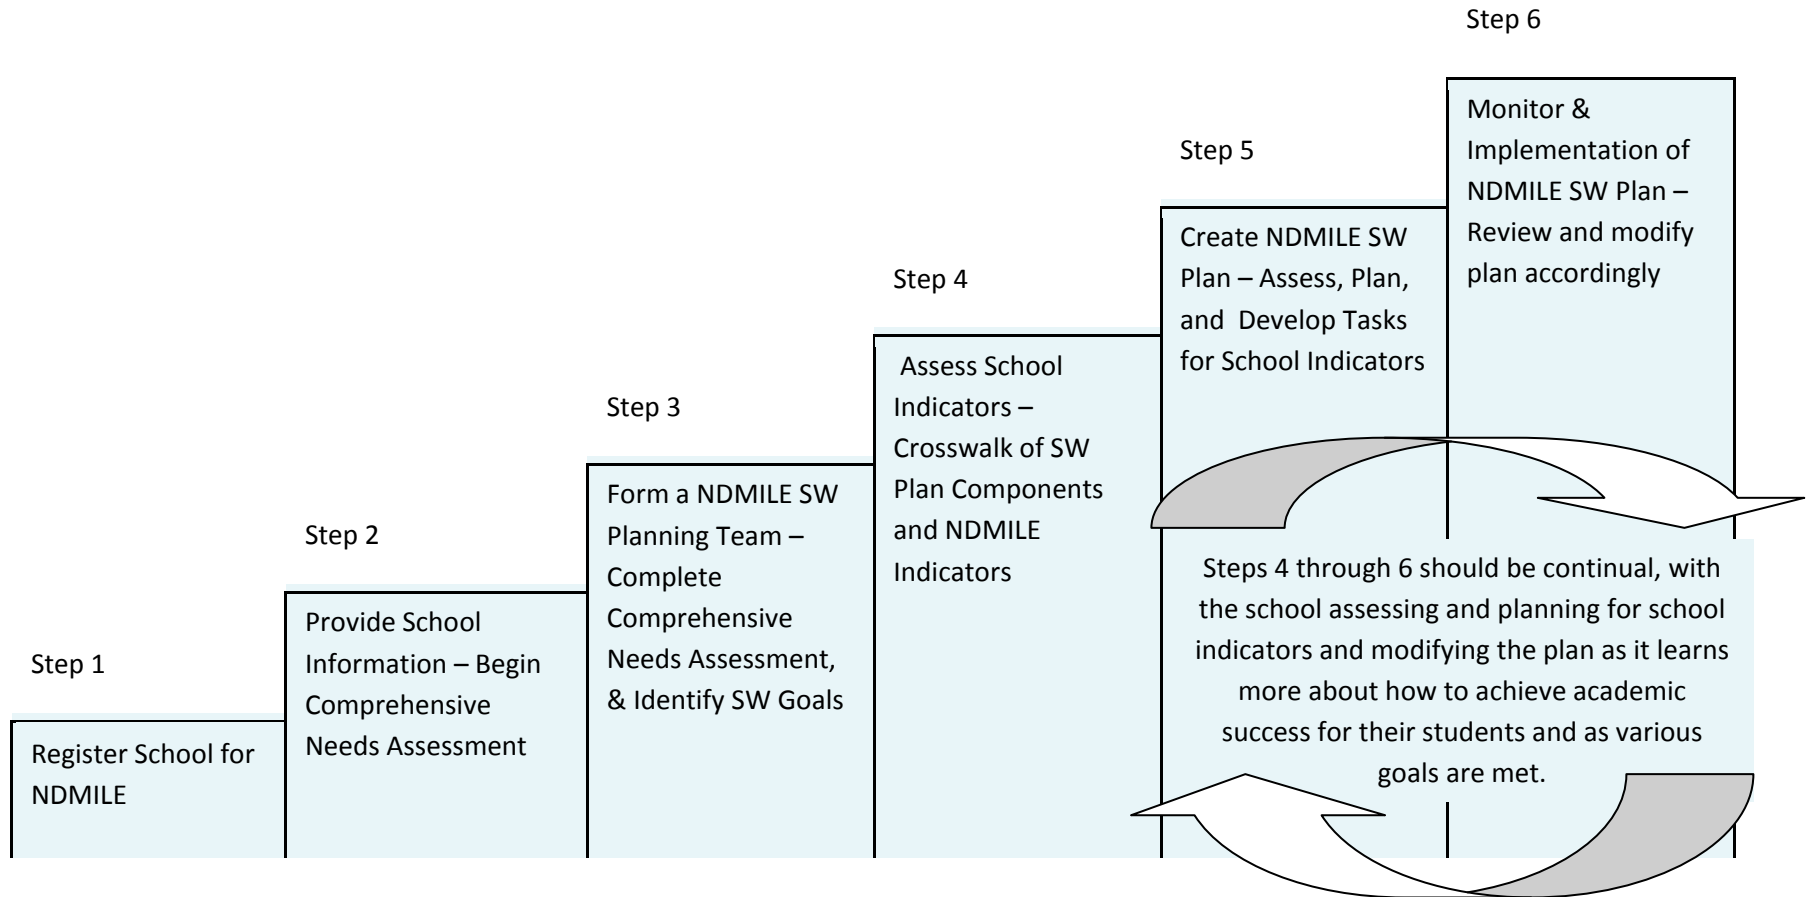 Step 1
Register School for
NDMILE
Step 2
Provide School
Information – Begin
Comprehensive
Needs Assessment
Step 3
Form a NDMILE SW
Planning Team –
Complete
Comprehensive
Needs Assessment,
& Identify SW Goals
Step 4
Assess School
Indicators –
Crosswalk of SW
Plan Components
and NDMILE
Indicators
Step 5
Create NDMILE SW
Plan – Assess, Plan,
and  Develop Tasks
for School Indicators
Step 6
Monitor &
Implementation of
NDMILE SW Plan –
Review and modify
plan accordingly
Steps 4 through 6 should be continual, with
the school assessing and planning for school
indicators and modifying the plan as it learns
more about how to achieve academic
success for their students and as various
goals are met.